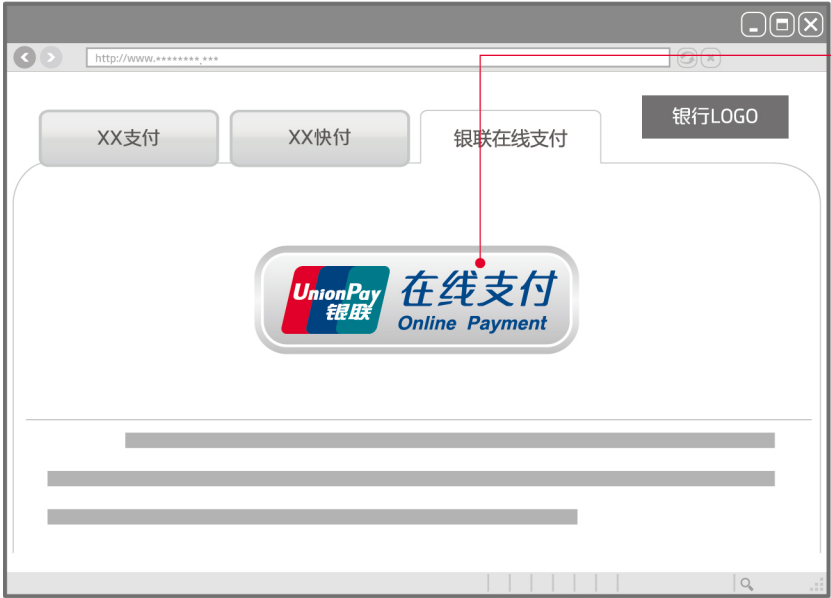 http://www.********.***
XX支付
XX快付
银联在线支付
银行LOGO
UnionPay
银联
在线支付
Online Payment